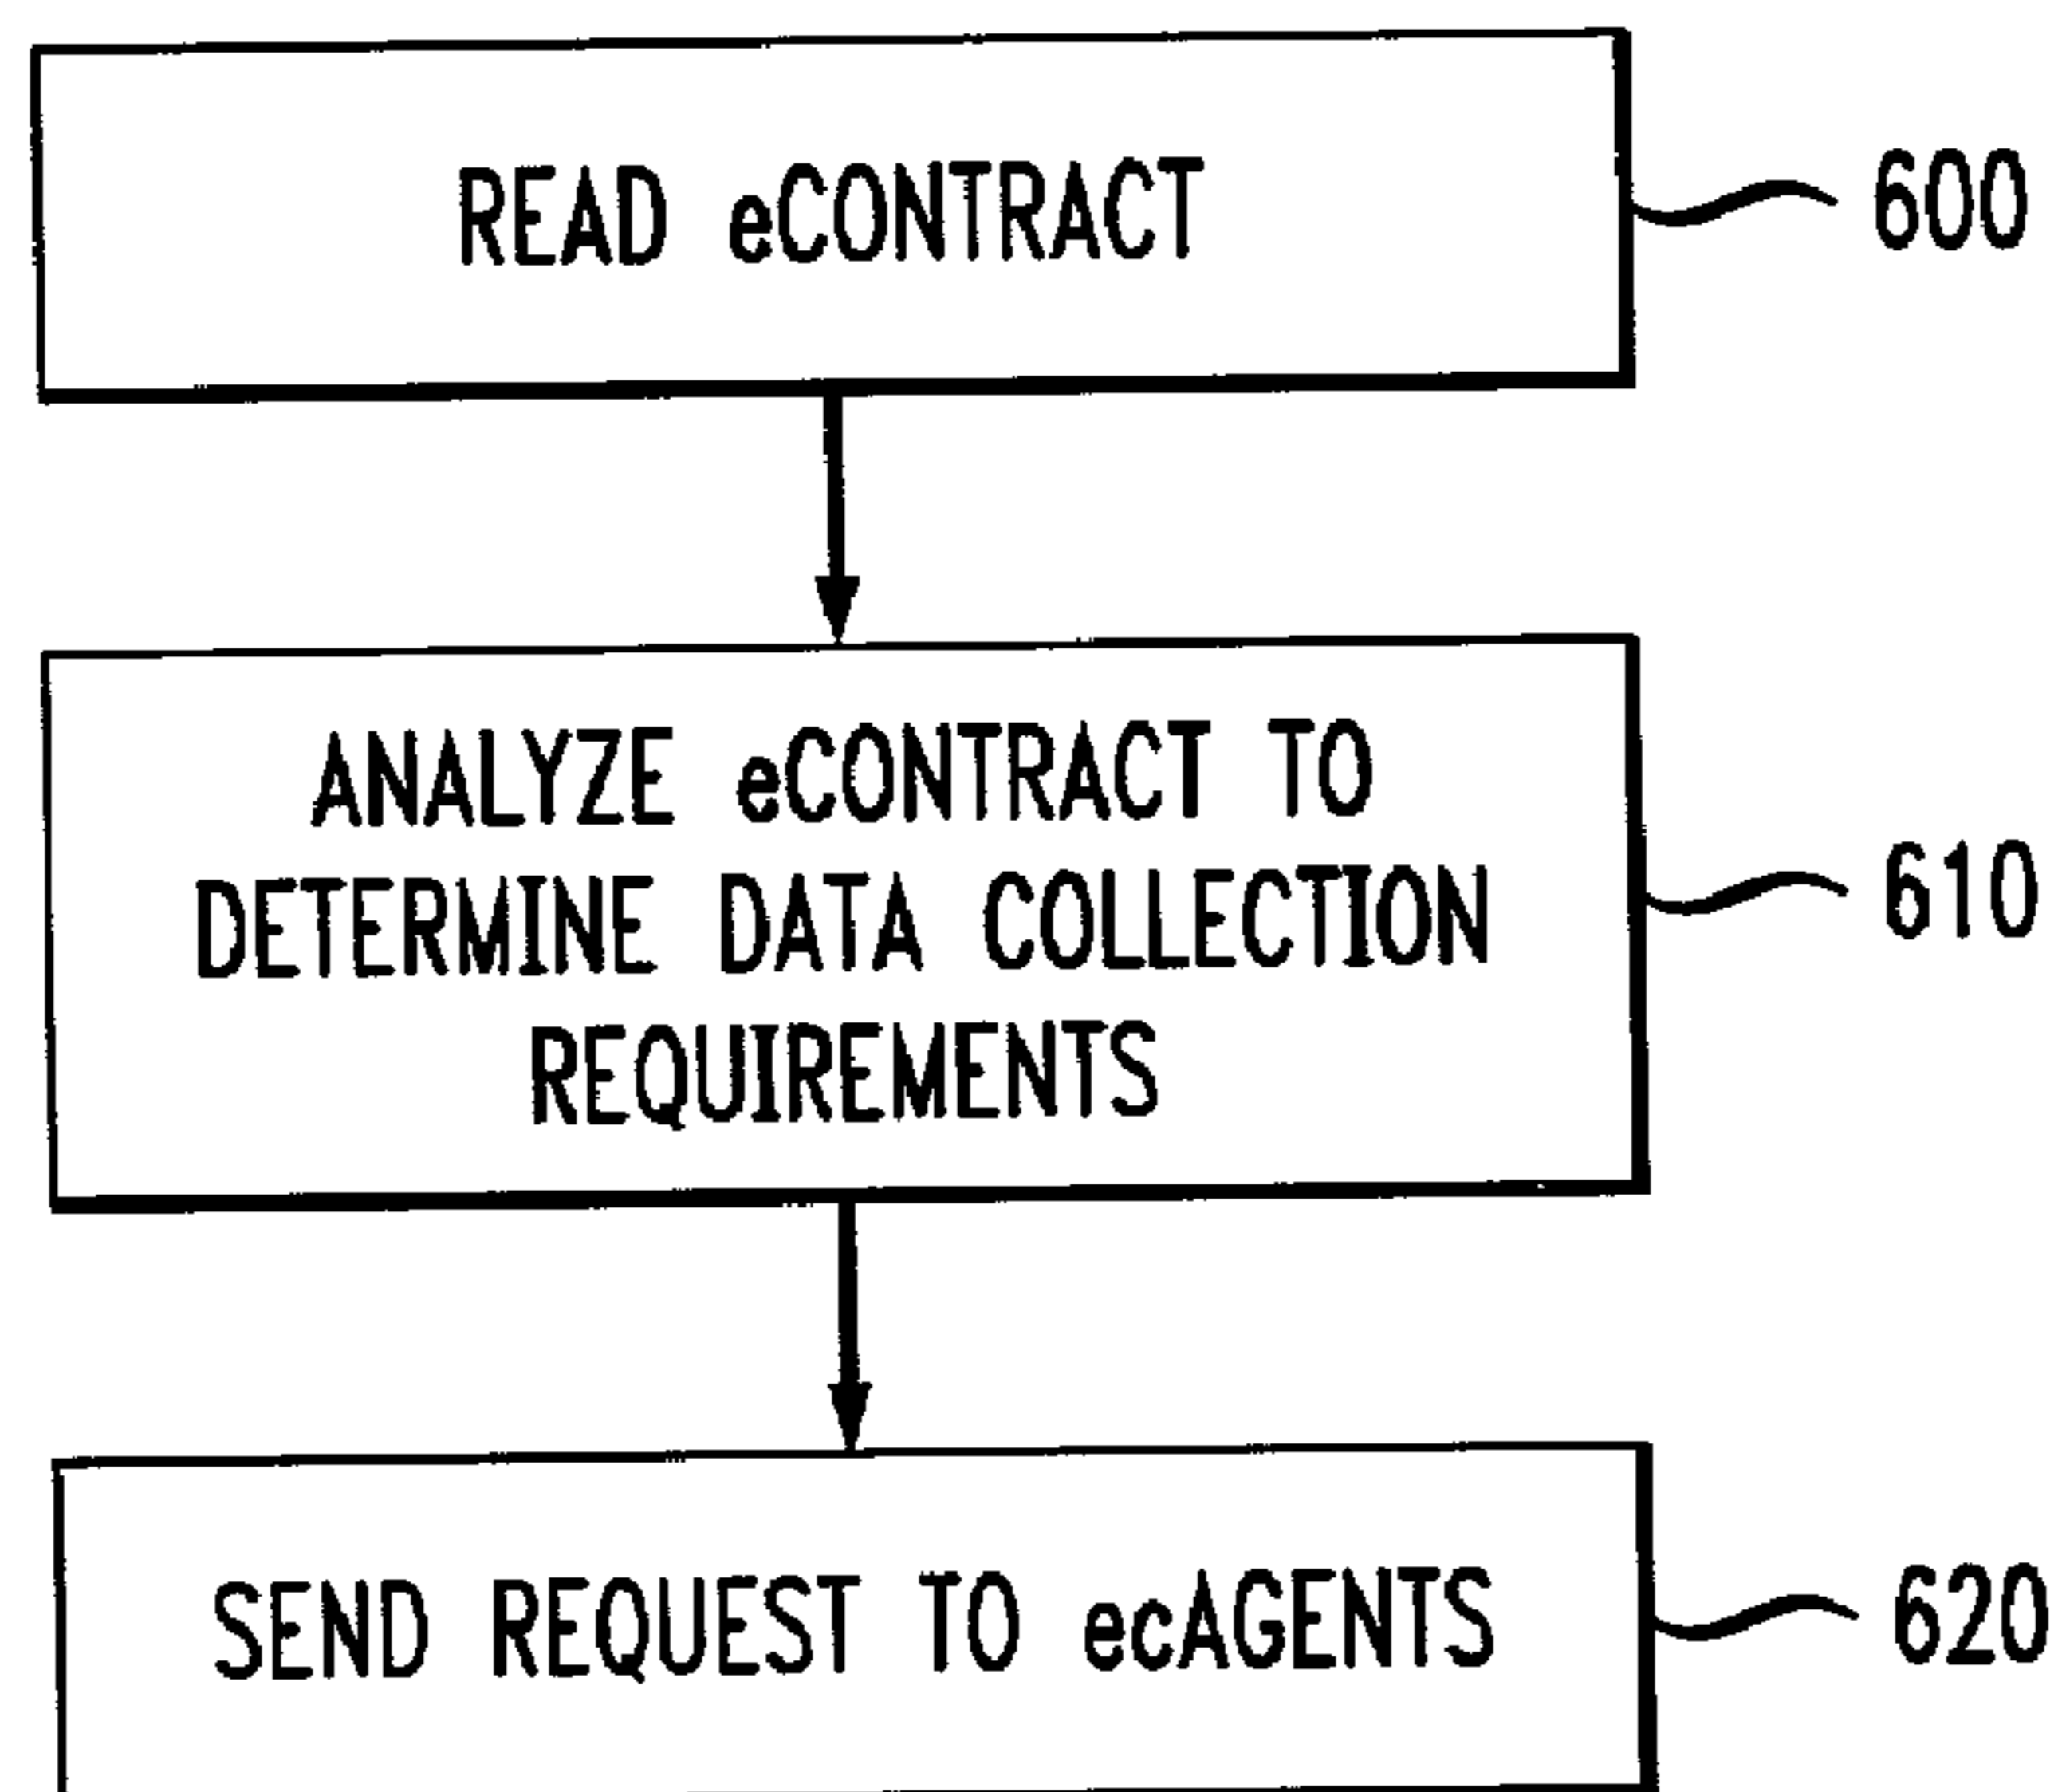 READ eCONTRACT
600
ANALYZE eCONTRACT TO
DETERMINE DATA COLLECTION
REQUIREMENTS
610
SEND REQUEST TO ecAGENTS
620